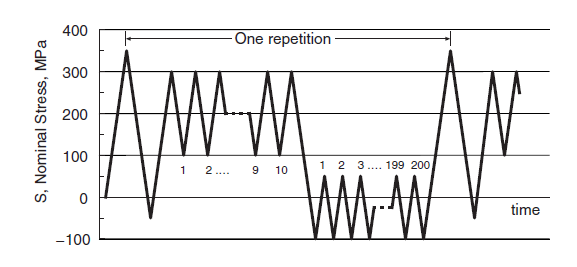 400
One repetition
300
200
100
1 2 .... 9 10
1 2 3 .... 199 200
0
time
−100
S, Nominal Stress, MPa